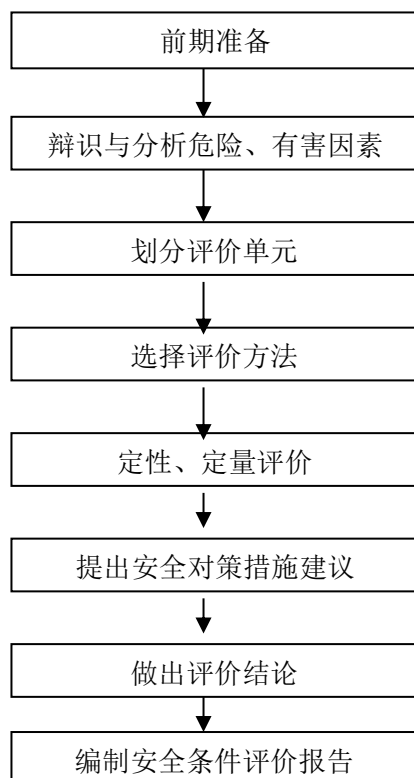 前期准备
辩识与分析危险、有害因素
划分评价单元
选择评价方法
定性、定量评价
提出安全对策措施建议
做出评价结论
编制安全条件评价报告